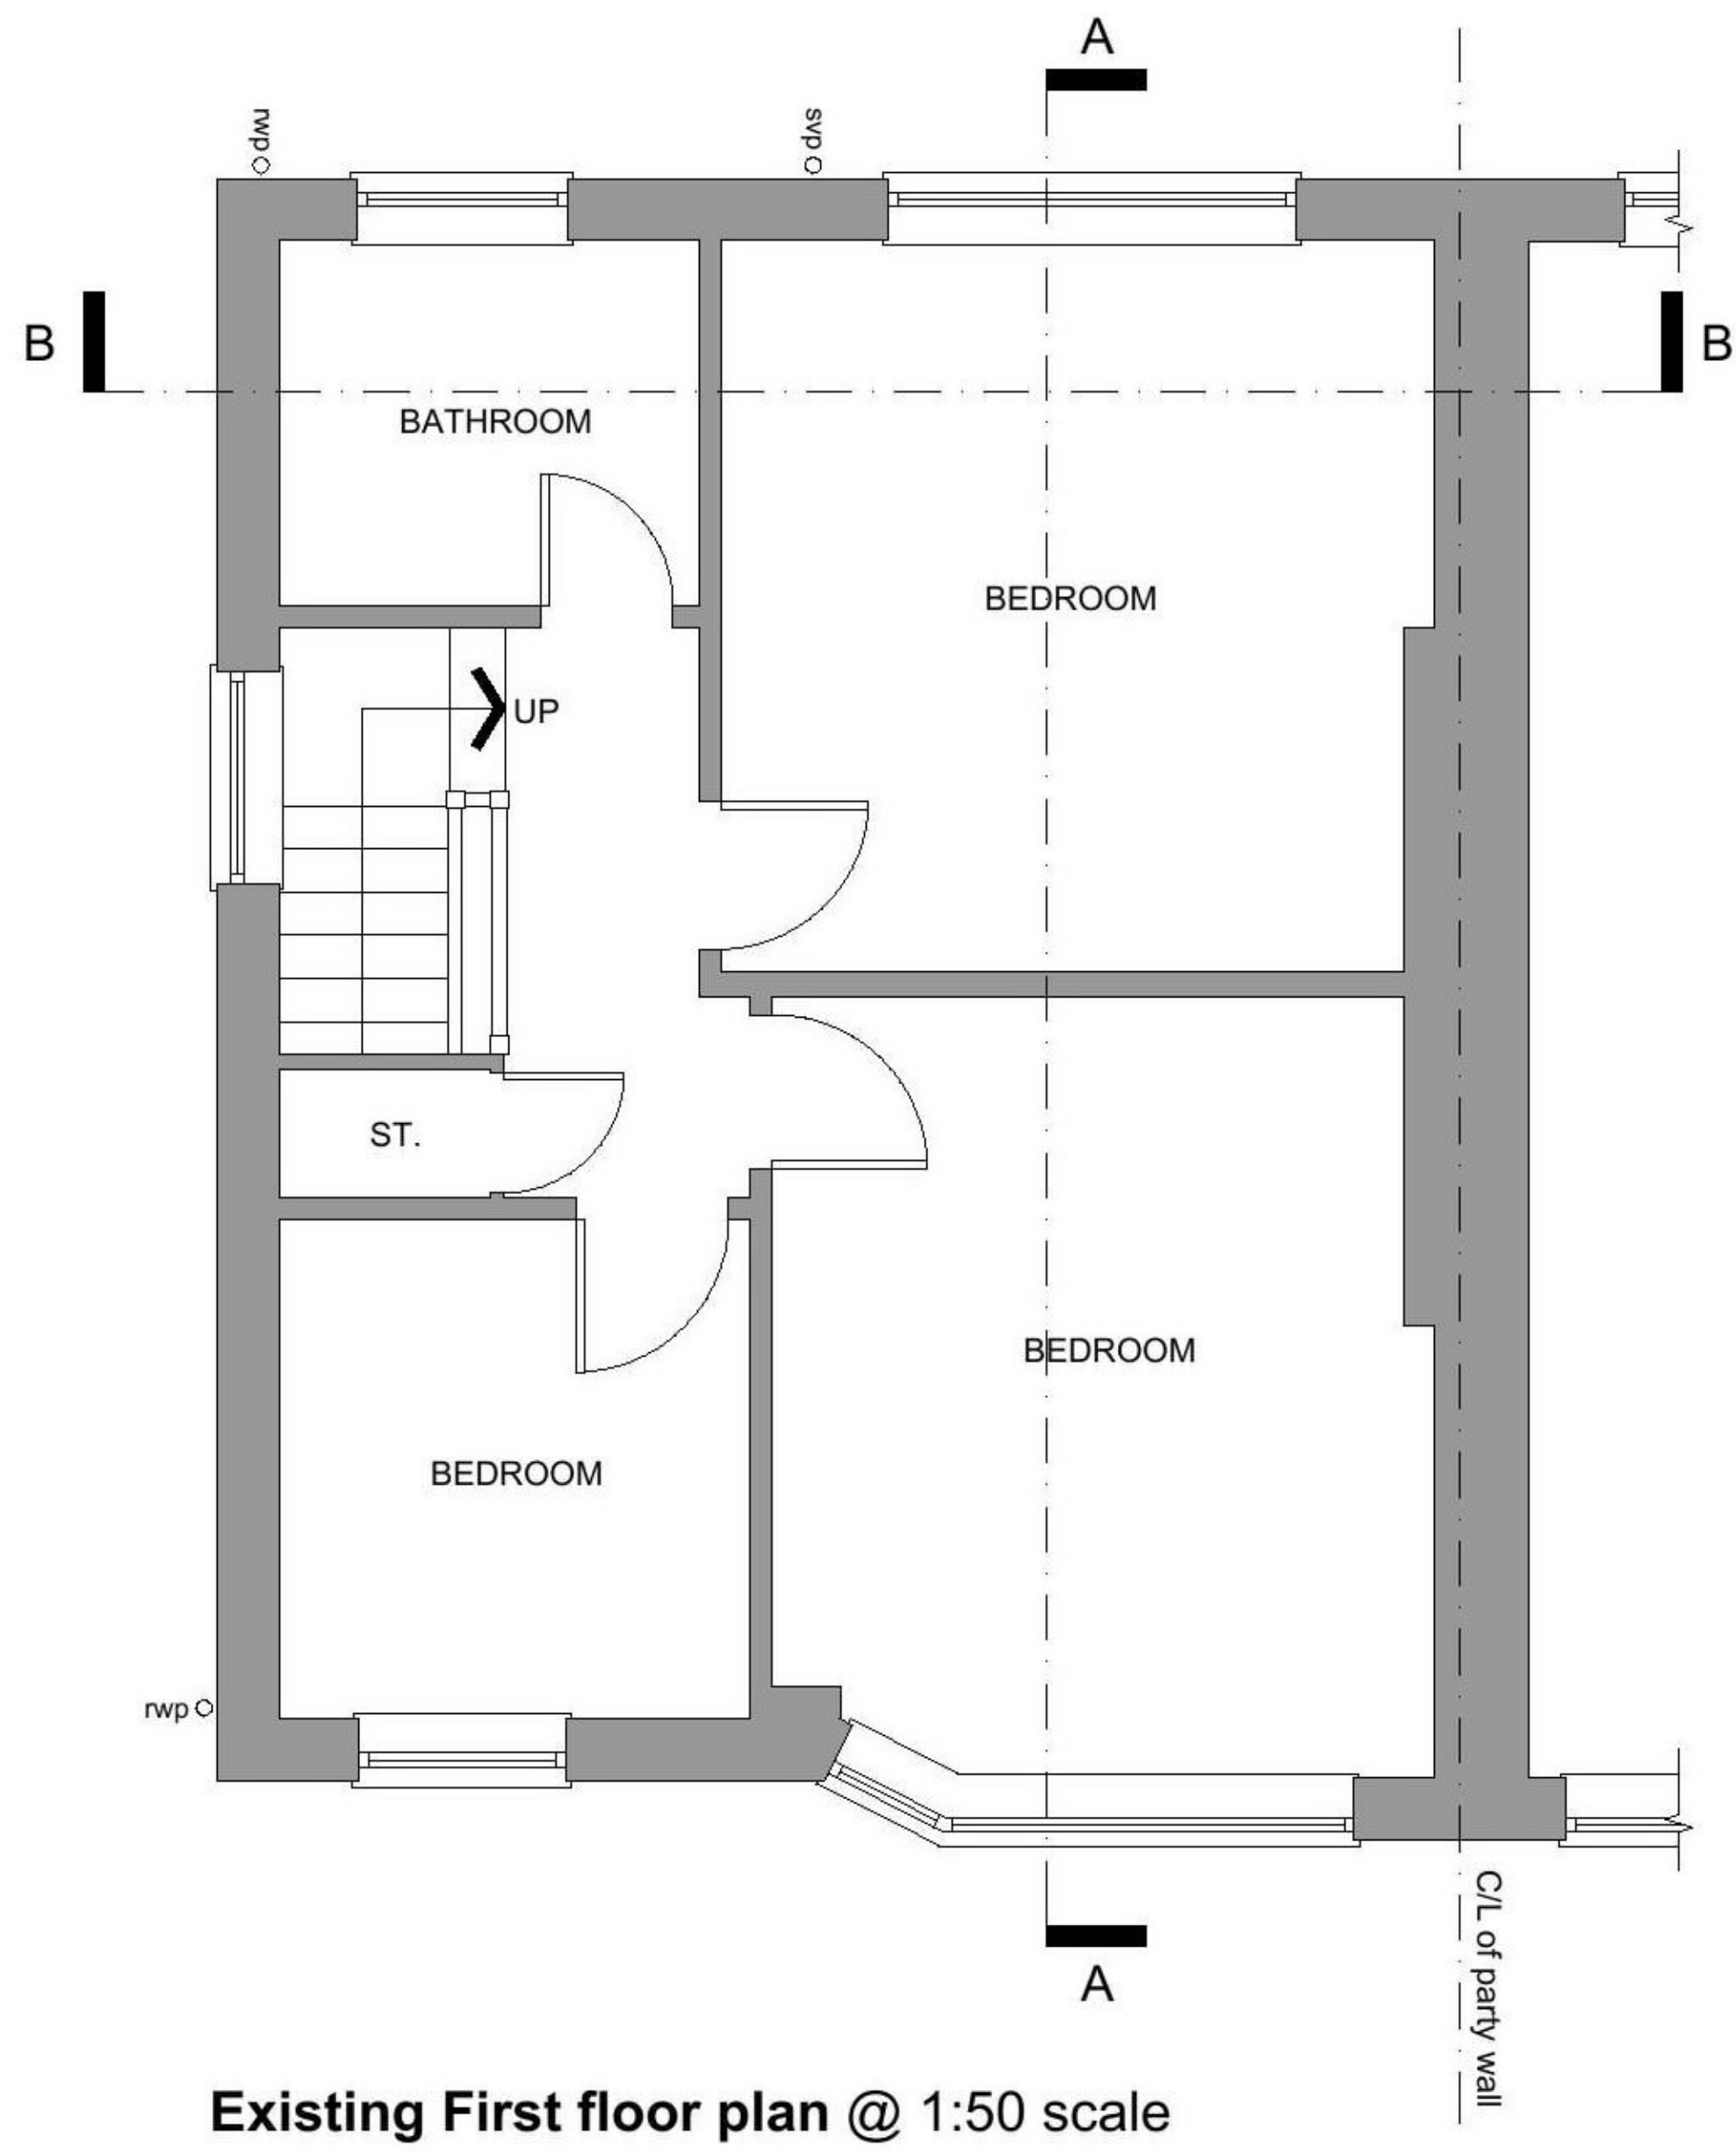 A
rwp
svp
B
B
BATHROOM
BEDROOM
UP
ST.
BEDROOM
BEDROOM
rwp
A
C/L of party wall
Existing First floor plan @ 1:50 scale